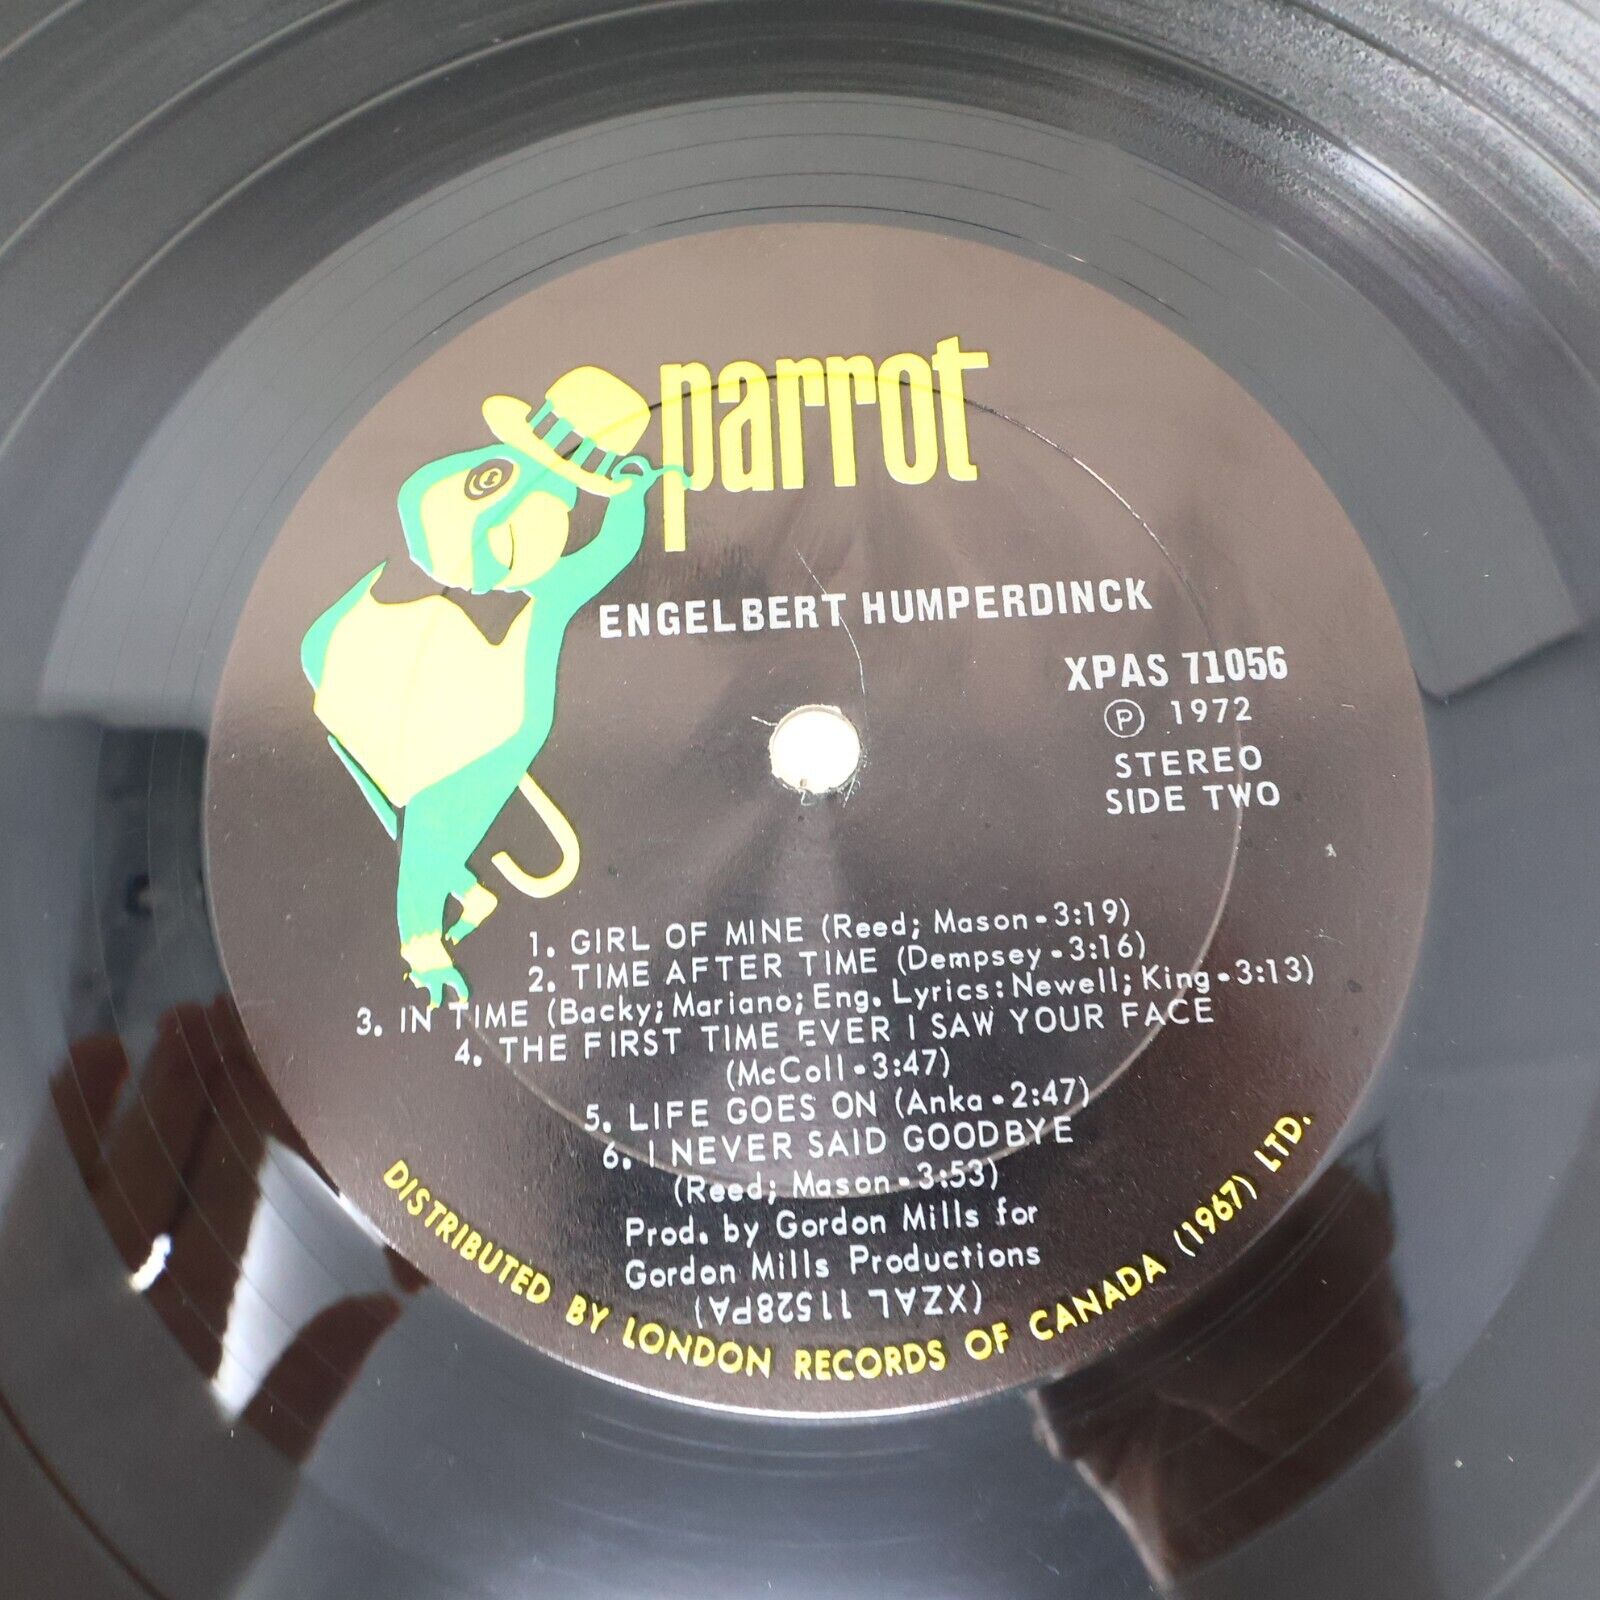 parrot
ENGELBERT HUMPERDINCK
XPAS 71056
Ⓟ 1972
STEREO
SIDE TWO
1. GIRL OF MINE (Reed; Mason-3:19)
2. TIME AFTER TIME (Dempsey-3:16)
3. IN TIME (Backy; Mariano; Eng. Lyrics: Newell; King-3:13)
4. THE FIRST TIME EVER I SAW YOUR FACE
(McColl-3:47)
5. LIFE GOES ON (Anka-2:47)
6. I NEVER SAID GOODBYE
(Reed; Mason-3:53)
Prod. by Gordon Mills for
Gordon Mills Productions
(XZAL 11528PA)
DISTRIBUTED BY LONDON RECORDS OF CANADA (1967) LTD.